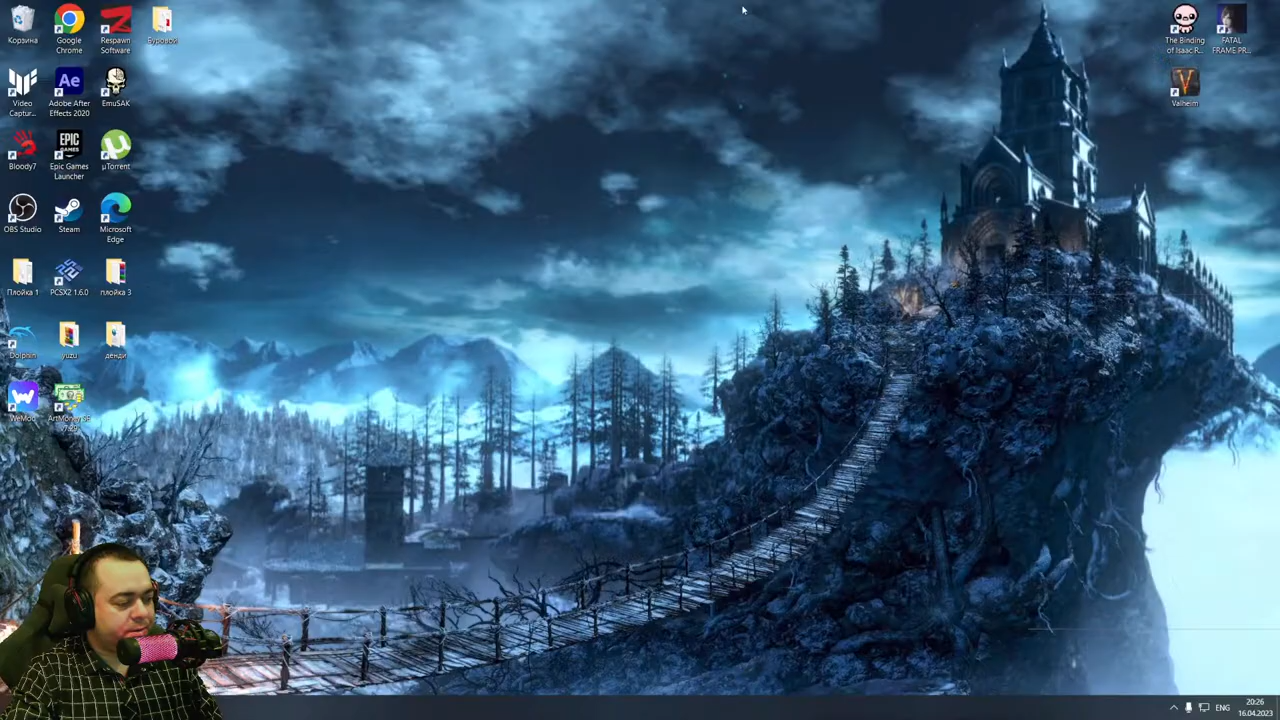 Корзина
Google
Chrome
Respawn
Software
Буровой
Video
Captur...
Adobe After
Effects 2020
EmuSAK
Bloody7
Epic Games
Launcher
µTorrent
OBS Studio
Steam
Microsoft
Edge
Плойка 1
PCSX2 1.6.0
плойка 3
Dolphin
yuzu
денди
WeMod
The Binding
of Isaac R...
FATAL
FRAME PR...
Valheim
ENG
20:26
16.04.2023